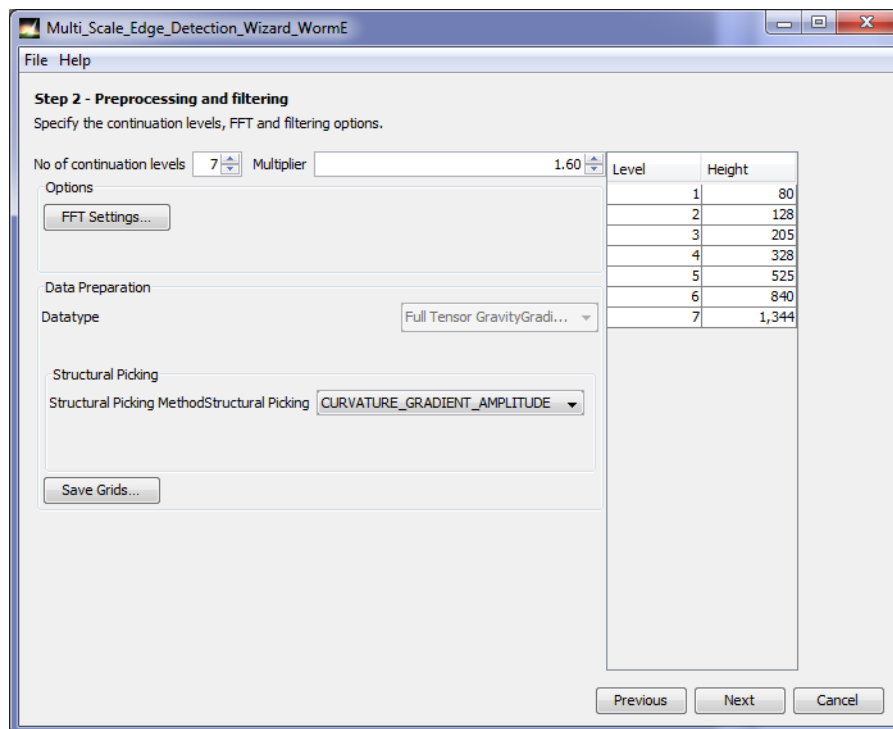 Multi_Scale_Edge_Detection_Wizard_WormE
File Help
Step 2 - Preprocessing and filtering
Specify the continuation levels, FFT and filtering options.
No of continuation levels 7 Multiplier 1.60
Options
FFT Settings...
Data Preparation
Datatype Full Tensor GravityGradi...
Structural Picking
Structural Picking MethodStructural Picking CURVATURE_GRADIENT_AMPLITUDE
Save Grids...
Level Height
1 80
2 128
3 205
4 328
5 525
6 840
7 1,344
Previous Next Cancel